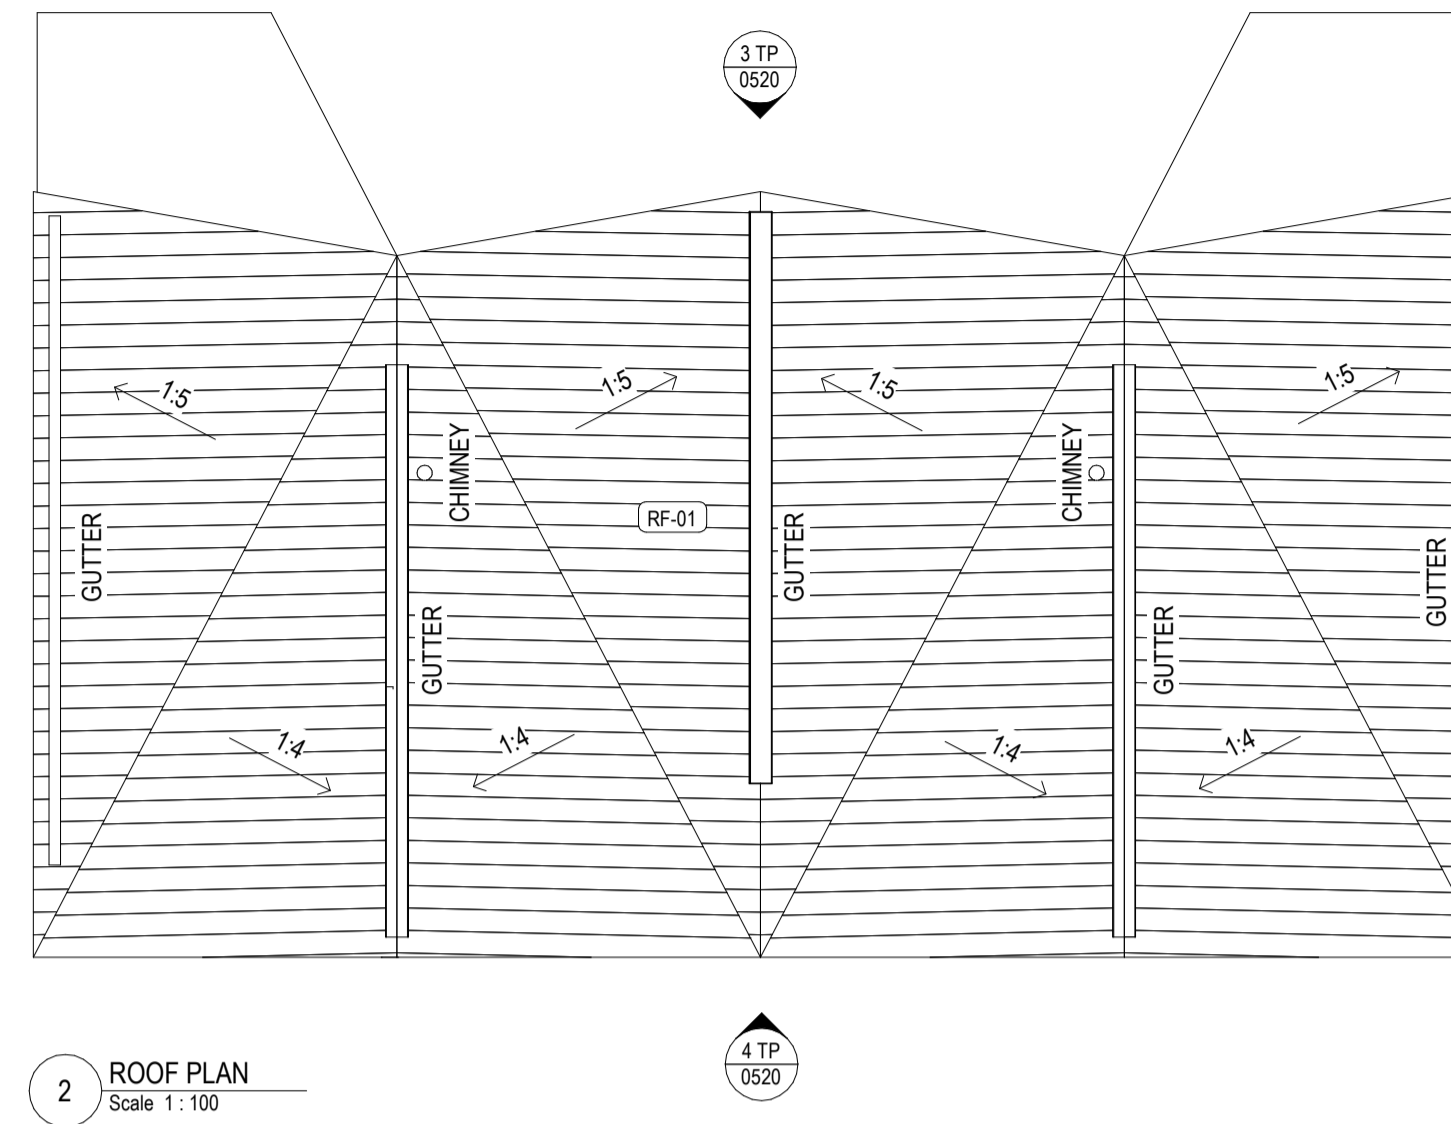 3 TP
0520
1:5
1:5
1:5
1:5
CHIMNEY
CHIMNEY
RF-01
GUTTER
GUTTER
GUTTER
GUTTER
GUTTER
1:4
1:4
1:4
1:4
4 TP
0520
2
ROOF PLAN
Scale 1 : 100